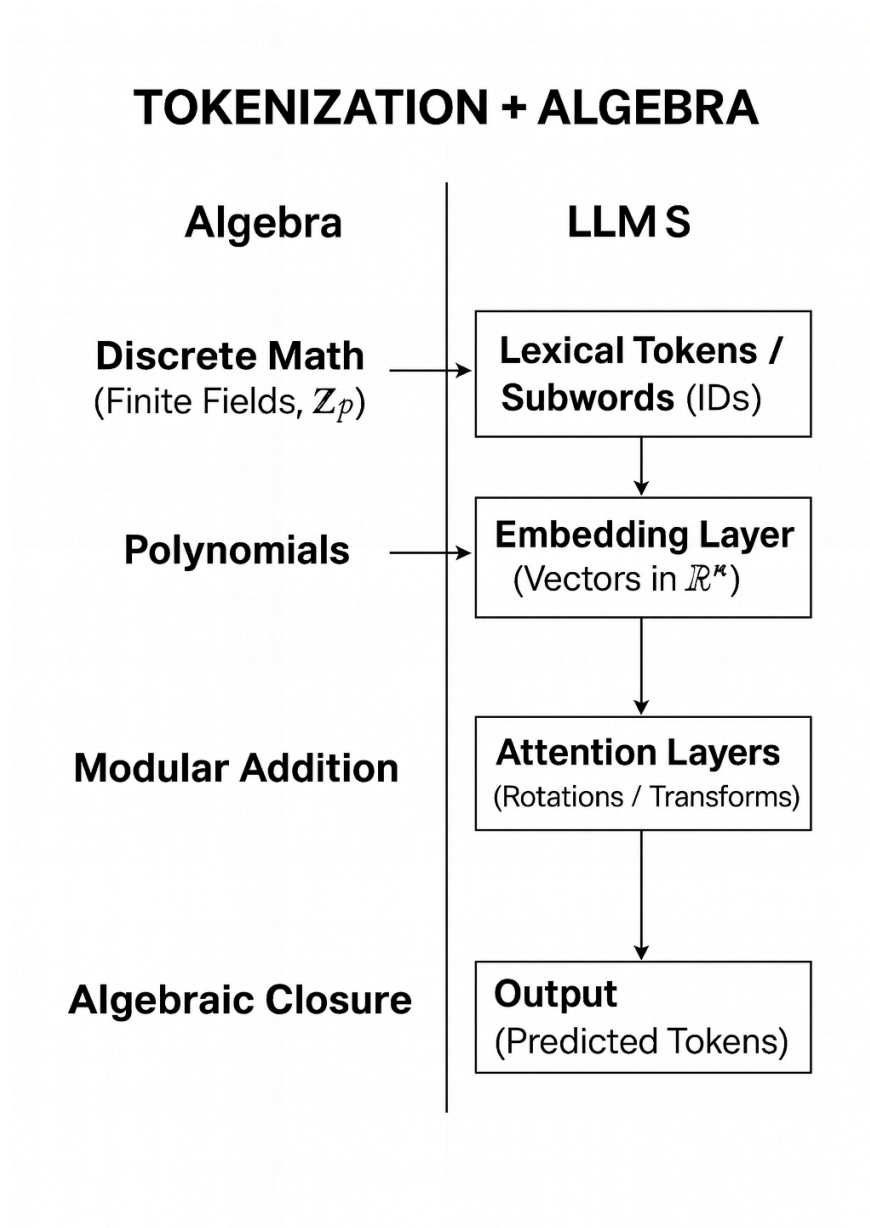 TOKENIZATION + ALGEBRA
Algebra
LLM S
Discrete Math
(Finite Fields, ℤp)
Lexical Tokens /
Subwords (IDs)
Polynomials
Embedding Layer
(Vectors in ℝⁿ)
Modular Addition
Attention Layers
(Rotations / Transforms)
Algebraic Closure
Output
(Predicted Tokens)